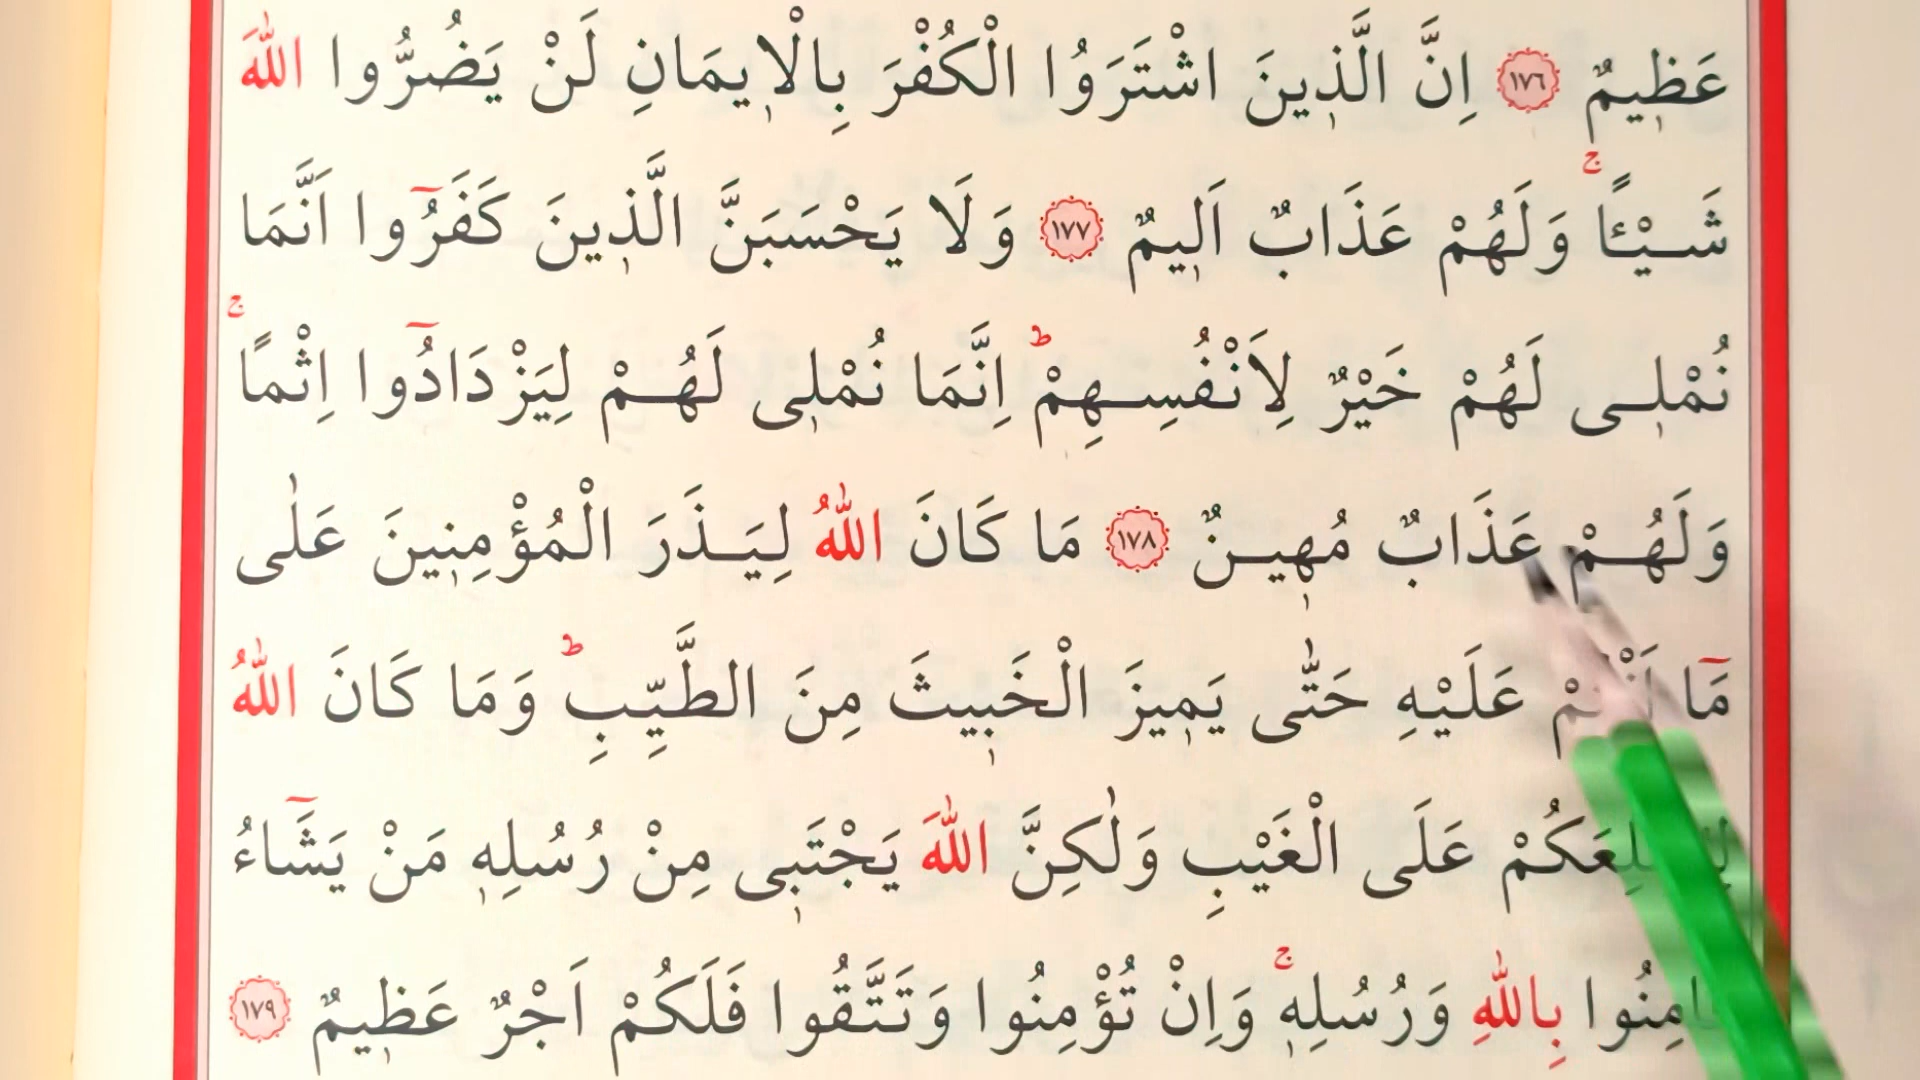 عَظ۪يمٌ ﴿١٧٦﴾ اِنَّ الَّذ۪ينَ اشْتَرَوُا الْكُفْرَ بِالْا۪يمَانِ لَنْ يَضُرُّوا اللّٰهَ
شَيْـًٔاۚ وَلَهُمْ عَذَابٌ اَل۪يمٌ ﴿١٧٧﴾ وَلَا يَحْسَبَنَّ الَّذ۪ينَ كَفَرُٓوا اَنَّمَا
نُمْل۪ي لَهُمْ خَيْرٌ لِاَنْفُسِهِمْۜ اِنَّمَا نُمْل۪ي لَهُمْ لِيَزْدَادُٓوا اِثْمًاۚ
وَلَهُمْ عَذَابٌ مُه۪ينٌ ﴿١٧٨﴾ مَا كَانَ اللّٰهُ لِيَذَرَ الْمُؤْمِن۪ينَ عَلٰى
مَٓا عَلَيْهِ حَتّٰى يَم۪يزَ الْخَب۪يثَ مِنَ الطَّيِّبِۜ وَمَا كَانَ اللّٰهُ
عَلَى الْغَيْبِ وَلٰكِنَّ اللّٰهَ يَجْتَب۪ي مِنْ رُسُلِه۪ مَنْ يَشَٓاءُ
بِاللّٰهِ وَرُسُلِه۪ۚ وَاِنْ تُؤْمِنُوا وَتَتَّقُوا فَلَكُمْ اَجْرٌ عَظ۪يمٌ ﴿١٧٩﴾